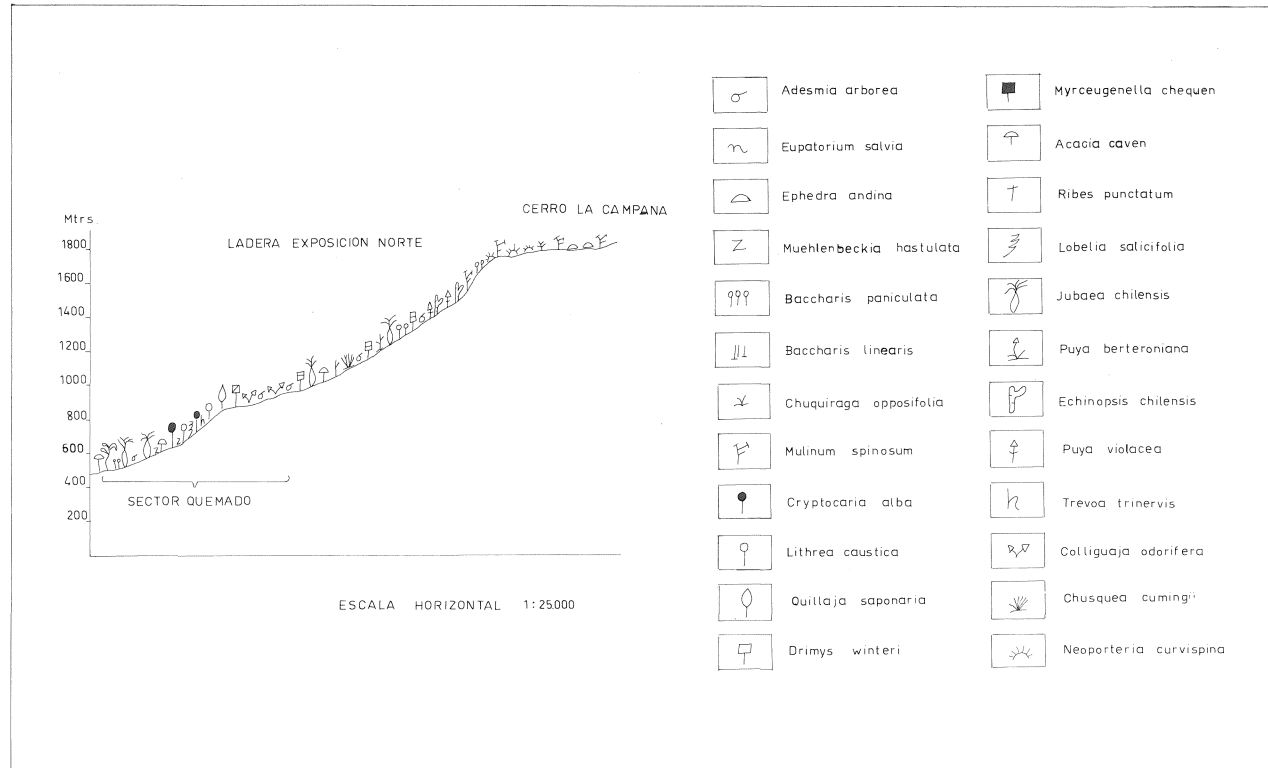 CERRO LA CAMPANA
LADERA EXPOSICION NORTE
Mtrs
1800
1600
1400
1200
1000
800
600
400
200
SECTOR QUEMADO
ESCALA HORIZONTAL 1:25.000
Adesmia arborea
Eupatorium salvia
Ephedra andina
Muehlenbeckia hastulata
Baccharis paniculata
Baccharis linearis
Chuquiraga opposifolia
Mulinum spinosum
Cryptocaria alba
Lithrea caustica
Quillaja saponaria
Drimys winteri
Myrceugenella chequen
Acacia caven
Ribes punctatum
Lobelia salicifolia
Jubaea chilensis
Puya berteroniana
Echinopsis chilensis
Puya violacea
Trevoa trinervis
Colliguaja odorifera
Chusquea cumingii
Neoporteria curvispina